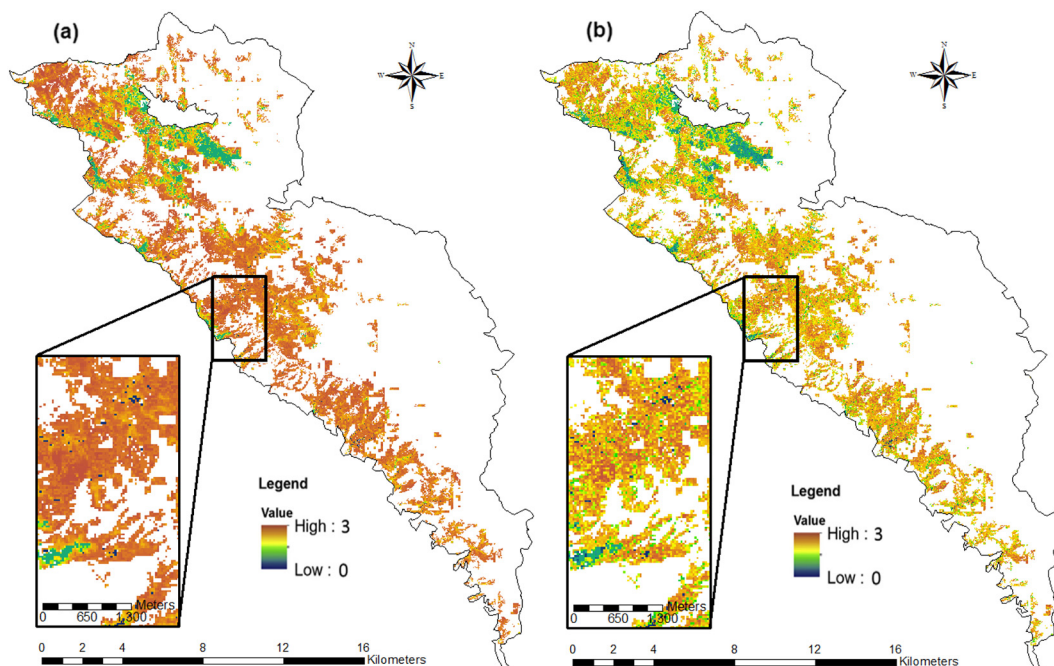 (a)
N
W E
S
Legend
Value
High : 3
Low : 0
Meters
0 650 1,300
0 2 4 8 12 16
Kilometers
(b)
N
W E
S
Legend
Value
High : 3
Low : 0
Meters
0 650 1,300
0 2 4 8 12 16
Kilometers